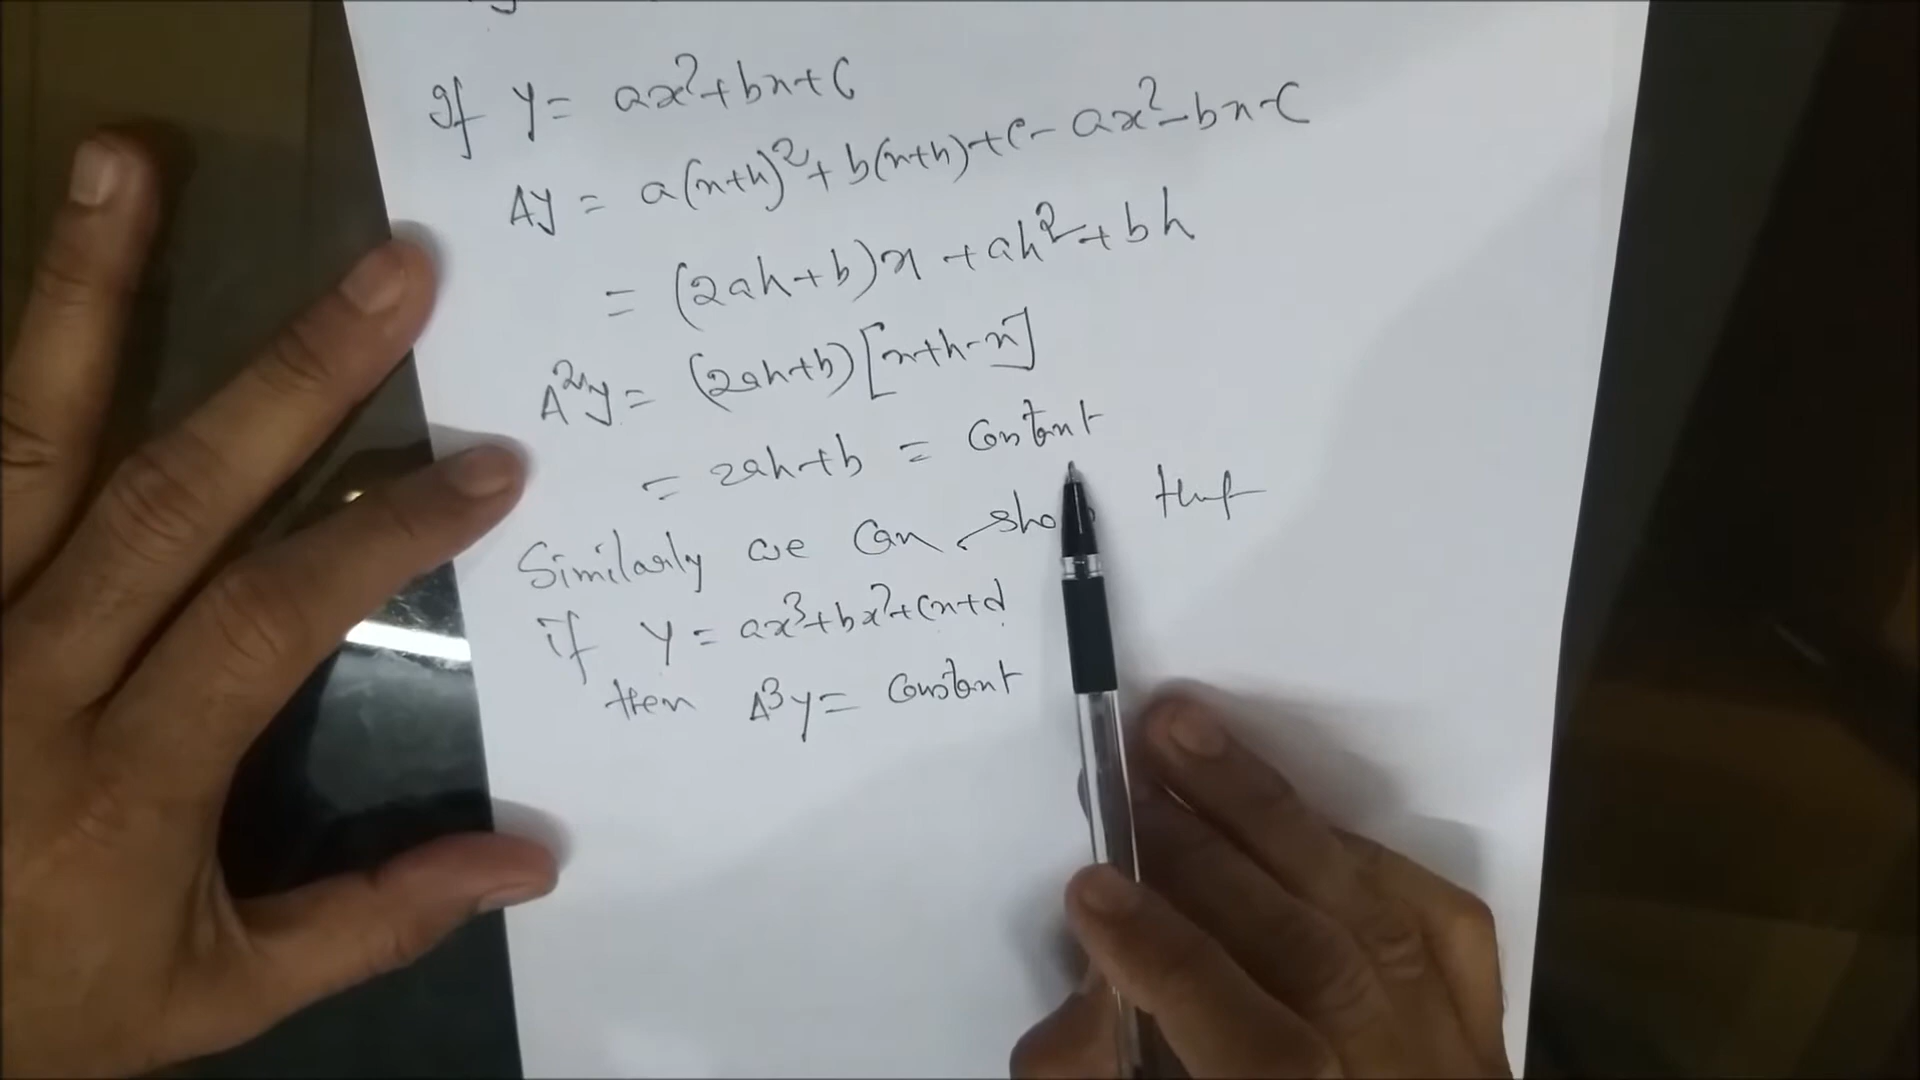 If y = ax²+bx+c
Δy = a(x+h)²+ b(x+h)+c- ax²-bx-c
= (2ah+b)x +ah²+bh
Δ²y = (2ah+b)[x+h-x]
= 2ah+b = Constant
Similarly we can show that
if y = ax³+bx²+cx+d
then Δ³y = Constant